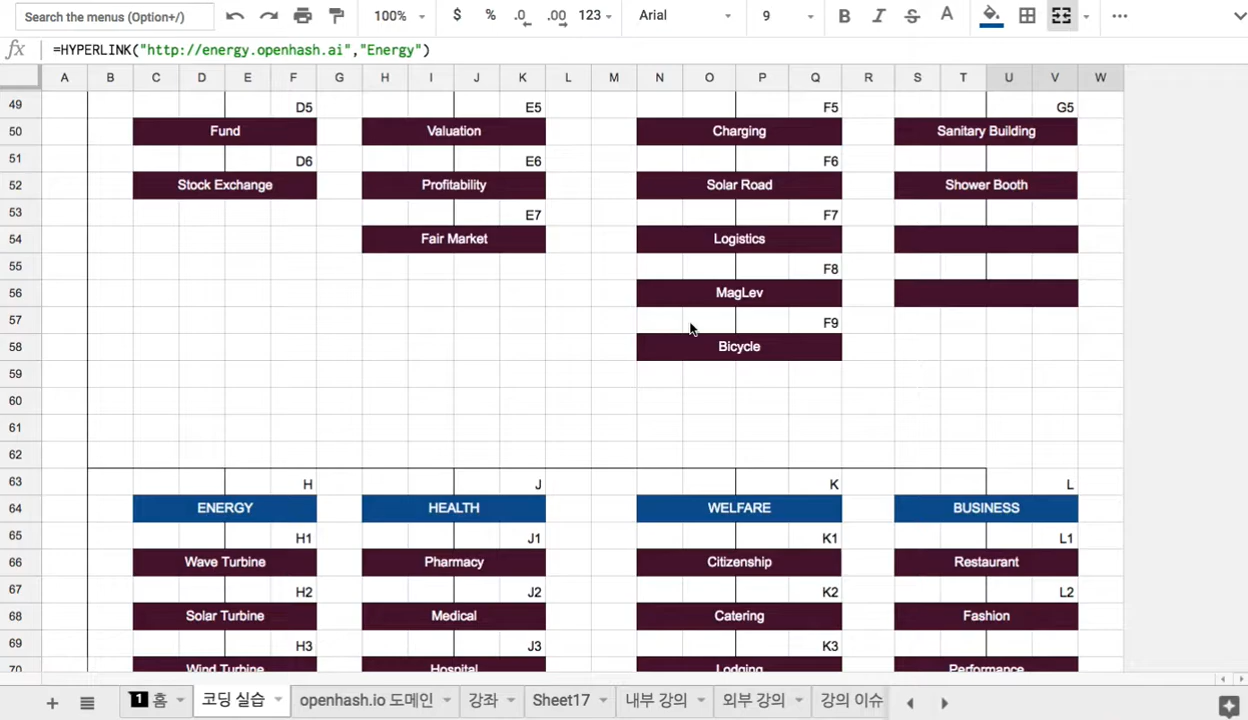 Search the menus (Option+/) 100% $ % .0 .00 123 Arial 9 B I S A
fx =HYPERLINK("http://energy.openhash.ai","Energy")
A B C D E F G H I J K L M N O P Q R S T U V W
49 D5 E5 F5 G5
50 Fund Valuation Charging Sanitary Building
51 D6 E6 F6
52 Stock Exchange Profitability Solar Road Shower Booth
53 E7 F7
54 Fair Market Logistics
55 F8
56 MagLev
57 F9
58 Bicycle
59
60
61
62
63 H J K L
64 ENERGY HEALTH WELFARE BUSINESS
65 H1 J1 K1 L1
66 Wave Turbine Pharmacy Citizenship Restaurant
67 H2 J2 K2 L2
68 Solar Turbine Medical Catering Fashion
69 H3 J3 K3
70 Wind Turbine Hospital Lodging Performance
1 홈 코딩 실습 openhash.io 도메인 강좌 Sheet17 내부 강의 외부 강의 강의 이슈